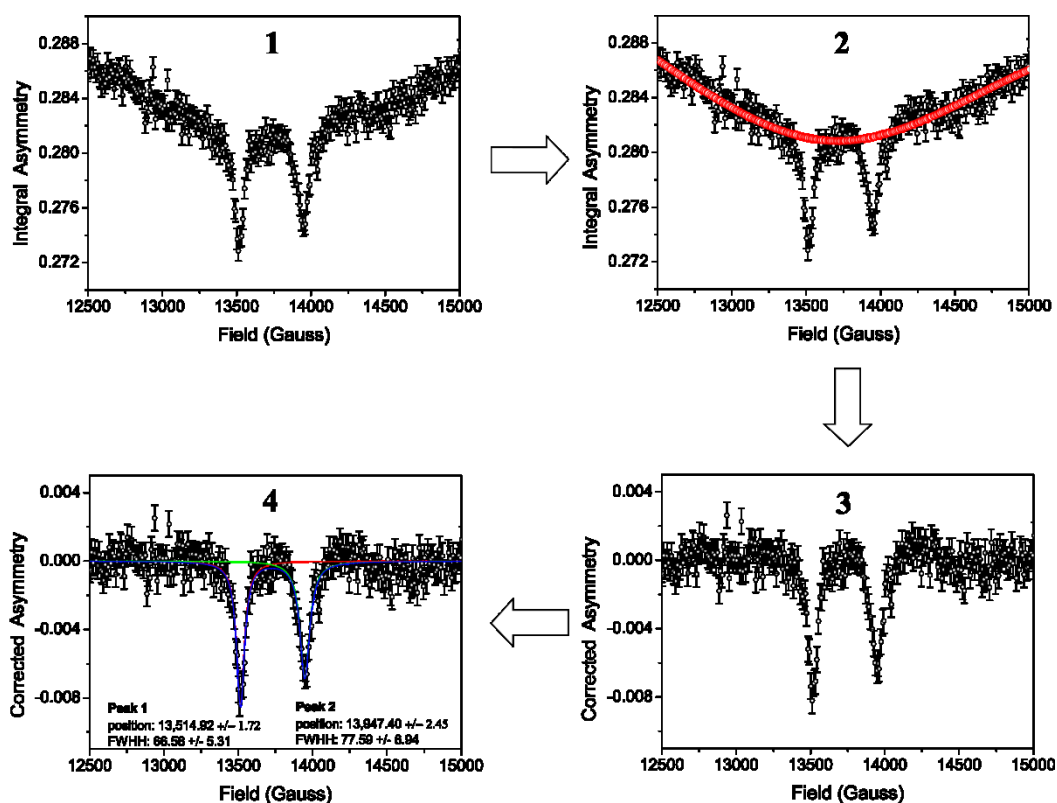 1
0.288
0.284
0.280
0.276
0.272
Integral Asymmetry
12500 13000 13500 14000 14500 15000
Field (Gauss)
2
0.288
0.284
0.280
0.276
0.272
Integral Asymmetry
12500 13000 13500 14000 14500 15000
Field (Gauss)
4
0.004
0.000
-0.004
-0.008
Corrected Asymmetry
Peak 1
position: 13,514.92 +/- 1.72
FWHH: 66.56 +/- 5.31
Peak 2
position: 13,947.40 +/- 2.45
FWHH: 77.59 +/- 6.94
12500 13000 13500 14000 14500 15000
Field (Gauss)
3
0.004
0.000
-0.004
-0.008
Corrected Asymmetry
12500 13000 13500 14000 14500 15000
Field (Gauss)